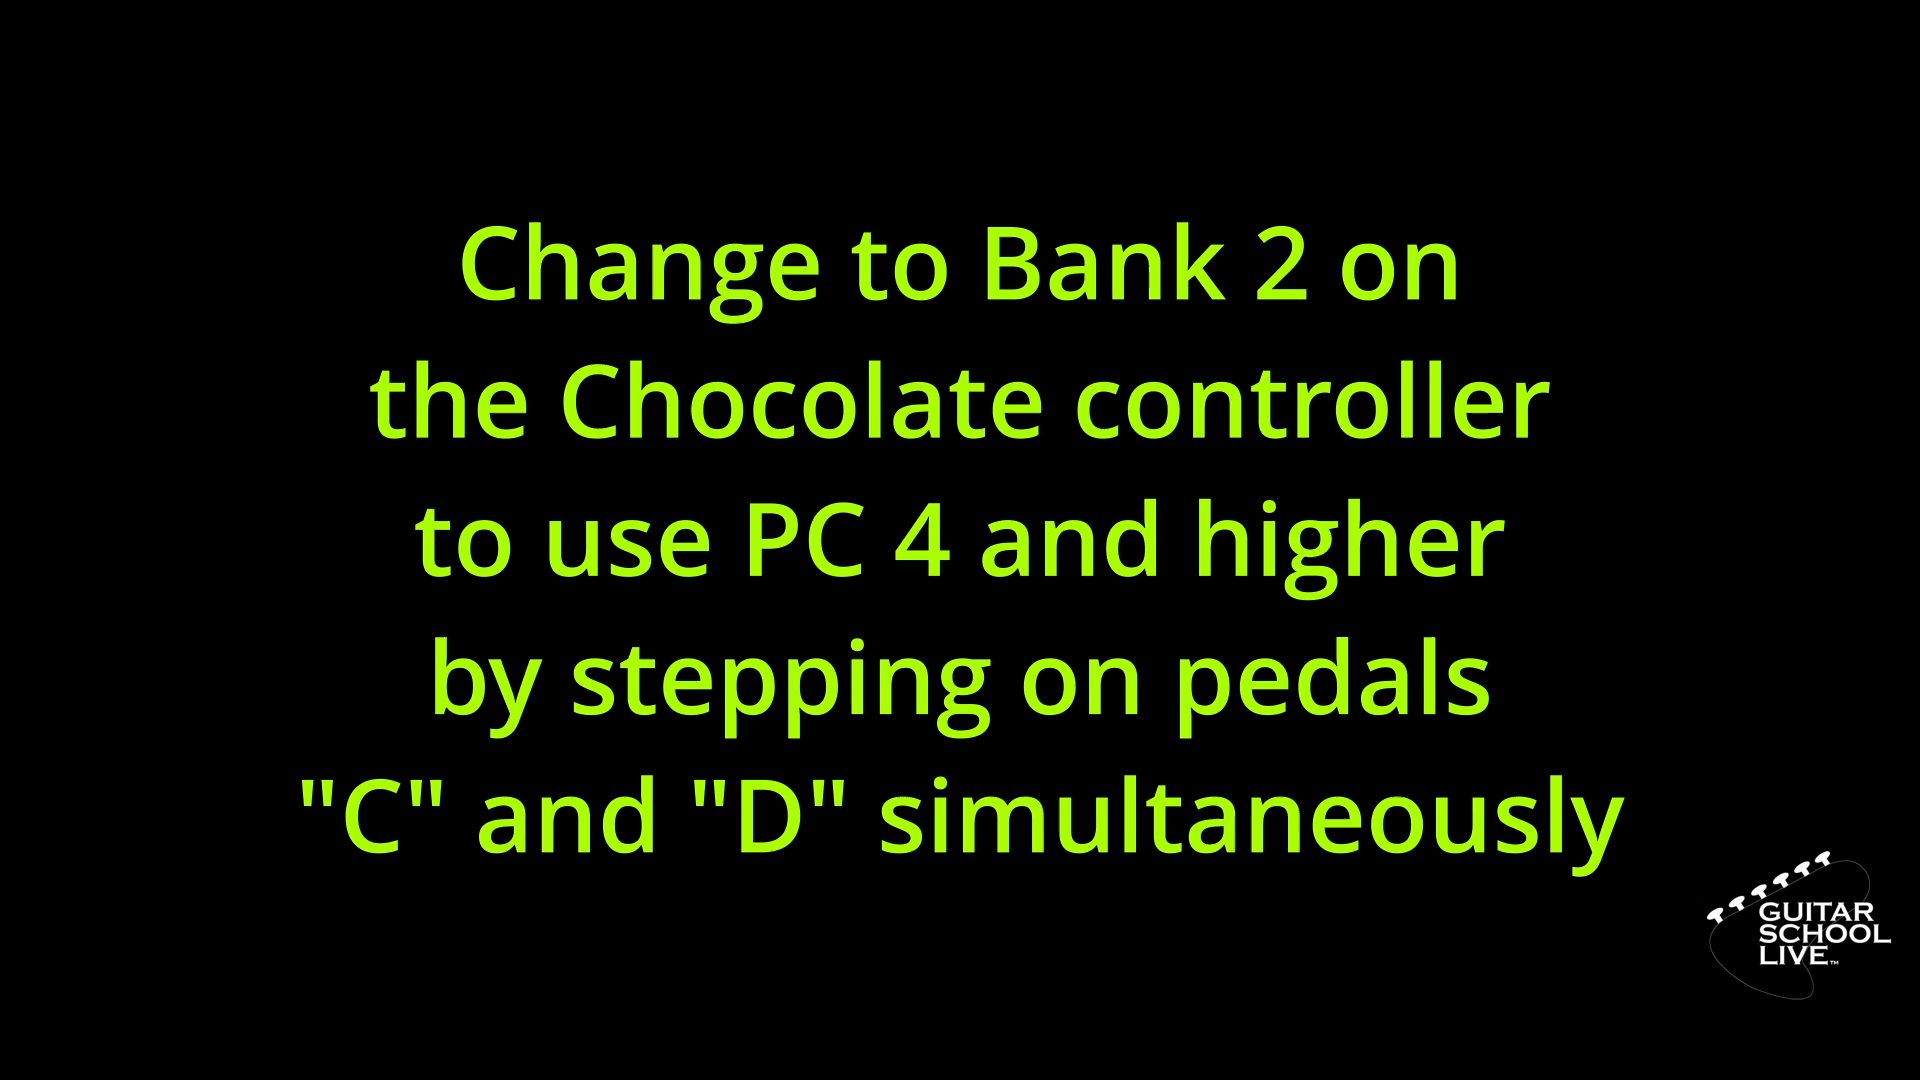 Change to Bank 2 on
the Chocolate controller
to use PC 4 and higher
by stepping on pedals
"C" and "D" simultaneously
GUITAR
SCHOOL
LIVE™